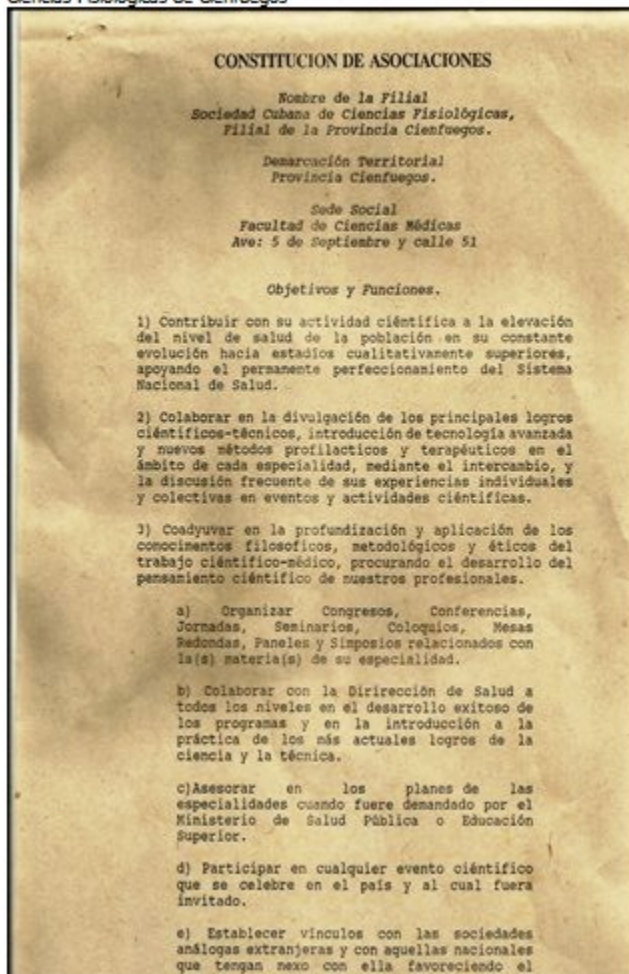 Ciencias Fisiológicas de Cienfuegos
CONSTITUCION DE ASOCIACIONES
Nombre de la Filial
Sociedad Cubana de Ciencias Fisiológicas,
Filial de la Provincia Cienfuegos.
Demarcación Territorial
Provincia Cienfuegos.
Sede Social
Facultad de Ciencias Médicas
Ave: 5 de Septiembre y calle 51
Objetivos y Funciones.
1) Contribuir con su actividad ciéntifica a la elevación
del nivel de salud de la población en su constante
evolución hacia estadios cualitativamente superiores,
apoyando el permanente perfeccionamiento del Sistema
Nacional de Salud.
2) Colaborar en la divulgación de los principales logros
ciéntificos-técnicos, introducción de tecnología avanzada
y nuevos métodos profilacticos y terapéuticos en el
ámbito de cada especialidad, mediante el intercambio, y
la discusión frecuente de sus experiencias individuales
y colectivas en eventos y actividades ciéntificas.
3) Coadyuvar en la profundización y aplicación de los
conocimentos filosoficos, metodológicos y éticos del
trabajo ciéntifico-médico, procurando el desarrollo del
pensamiento ciéntifico de nuestros profesionales.
a) Organizar Congresos, Conferencias,
Jornadas, Seminarios, Coloquios, Mesas
Redondas, Paneles y Simposios relacionados con
la(s) materia(s) de su especialidad.
b) Colaborar con la Dirirección de Salud a
todos los niveles en el desarrollo exitoso de
los programas y en la introducción a la
práctica de los más actuales logros de la
ciencia y la técnica.
c)Asesorar en los planes de las
especialidades cuando fuere demandado por el
Ministerio de Salud Pública o Educación
Superior.
d) Participar en cualquier evento ciéntifico
que se celebre en el país y al cual fuera
invitado.
e) Establecer vínculos con las sociedades
análogas extranjeras y con aquellas nacionales
que tengan nexo con ella favoreciendo el